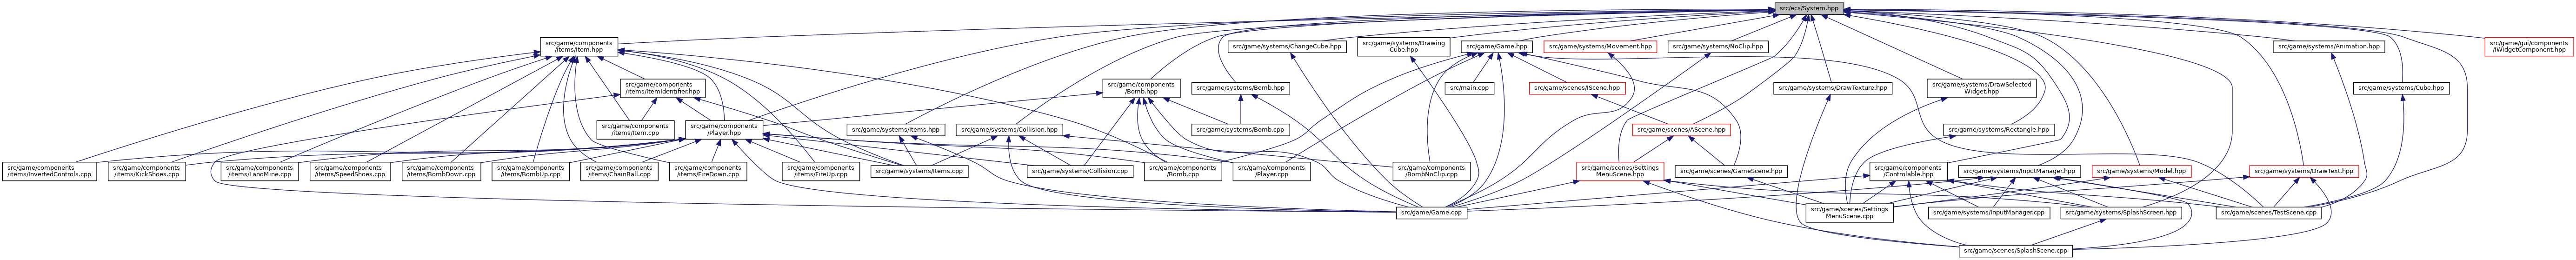 src/ecs/System.hpp
src/game/components
/items/Item.hpp
src/game/systems/ChangeCube.hpp
src/game/systems/Drawing
Cube.hpp
src/game/Game.hpp
src/game/systems/Movement.hpp
src/game/systems/NoClip.hpp
src/game/systems/Animation.hpp
src/game/gui/components
/IWidgetComponent.hpp
src/game/components
/items/ItemIdentifier.hpp
src/game/components
/Bomb.hpp
src/game/systems/Bomb.hpp
src/main.cpp
src/game/scenes/IScene.hpp
src/game/systems/DrawTexture.hpp
src/game/systems/DrawSelected
Widget.hpp
src/game/systems/Cube.hpp
src/game/components
/items/Item.cpp
src/game/components
/Player.hpp
src/game/systems/Items.hpp
src/game/systems/Collision.hpp
src/game/systems/Bomb.cpp
src/game/scenes/AScene.hpp
src/game/systems/Rectangle.hpp
src/game/components
/items/InvertedControls.cpp
src/game/components
/items/KickShoes.cpp
src/game/components
/items/LandMine.cpp
src/game/components
/items/SpeedShoes.cpp
src/game/components
/items/BombDown.cpp
src/game/components
/items/BombUp.cpp
src/game/components
/items/ChainBall.cpp
src/game/components
/items/FireDown.cpp
src/game/components
/items/FireUp.cpp
src/game/systems/Items.cpp
src/game/systems/Collision.cpp
src/game/components
/Bomb.cpp
src/game/components
/Player.cpp
src/game/components
/BombNoClip.cpp
src/game/scenes/Settings
MenuScene.hpp
src/game/scenes/GameScene.hpp
src/game/components
/Controlable.hpp
src/game/systems/InputManager.hpp
src/game/systems/Model.hpp
src/game/systems/DrawText.hpp
src/game/Game.cpp
src/game/scenes/Settings
MenuScene.cpp
src/game/systems/InputManager.cpp
src/game/systems/SplashScreen.hpp
src/game/scenes/TestScene.cpp
src/game/scenes/SplashScene.cpp